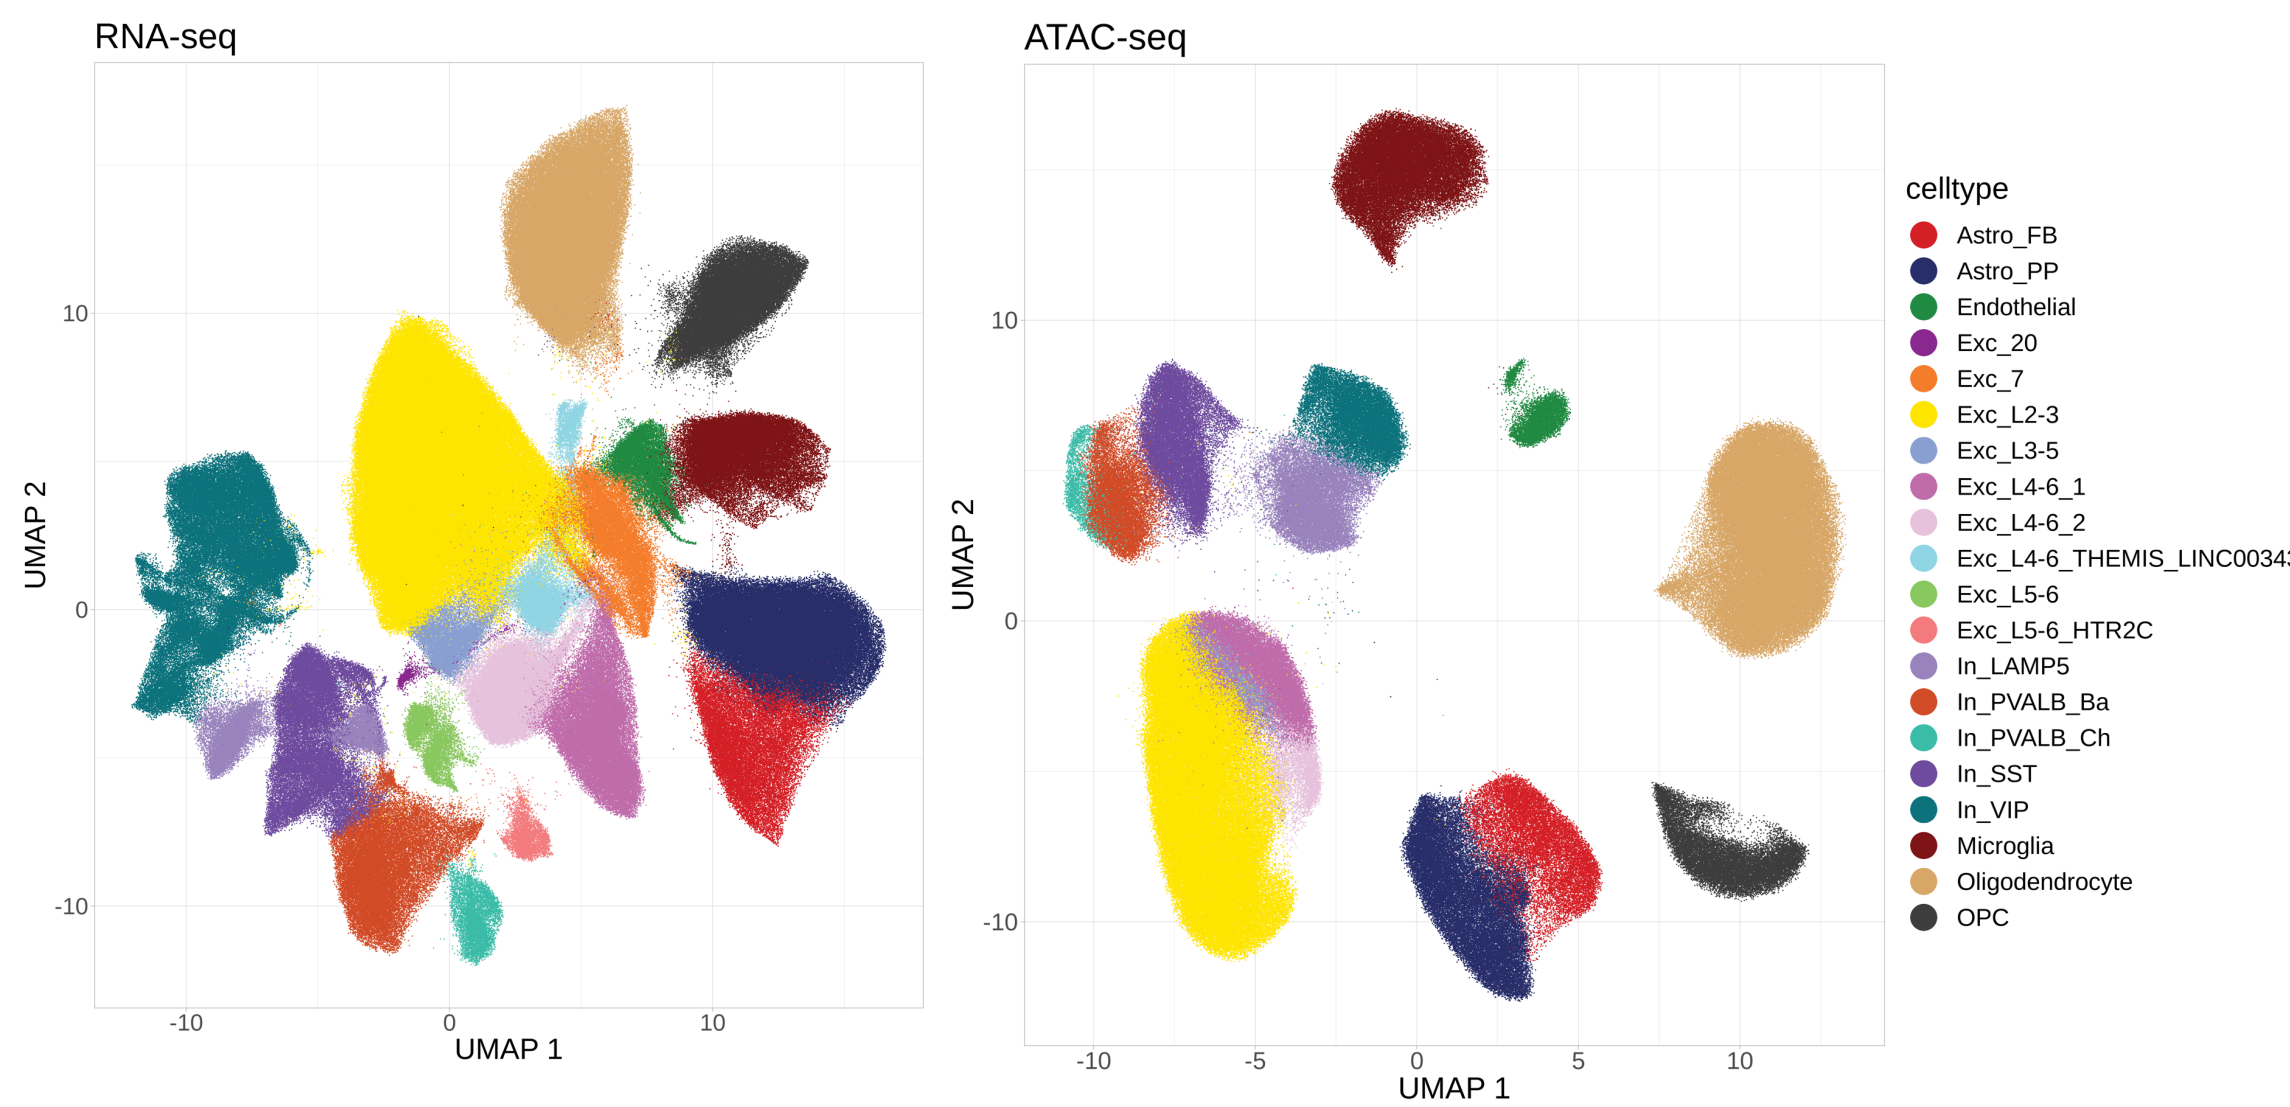 RNA-seq
10
0
-10
-10
0
10
UMAP 1
UMAP 2
ATAC-seq
10
0
-10
-10
-5
0
5
10
UMAP 1
UMAP 2
celltype
Astro_FB
Astro_PP
Endothelial
Exc_20
Exc_7
Exc_L2-3
Exc_L3-5
Exc_L4-6_1
Exc_L4-6_2
Exc_L4-6_THEMIS_LINC00343
Exc_L5-6
Exc_L5-6_HTR2C
In_LAMP5
In_PVALB_Ba
In_PVALB_Ch
In_SST
In_VIP
Microglia
Oligodendrocyte
OPC